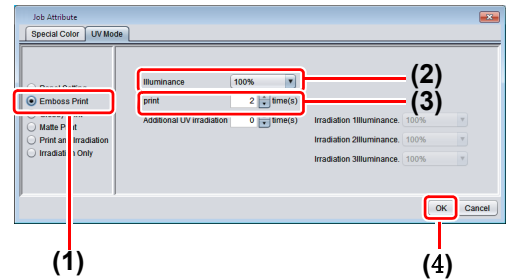 Job Attribute
Special Color UV Mode
Illuminance 100% (2)
Emboss Print print 2 time(s) (3)
Additional UV irradiation 0 time(s) Irradiation 1Illuminance. 100%
Matte Print
Print and Irradiation Irradiation 2Illuminance. 100%
Irradiation Only Irradiation 3Illuminance. 100%
OK Cancel
(1) (4)